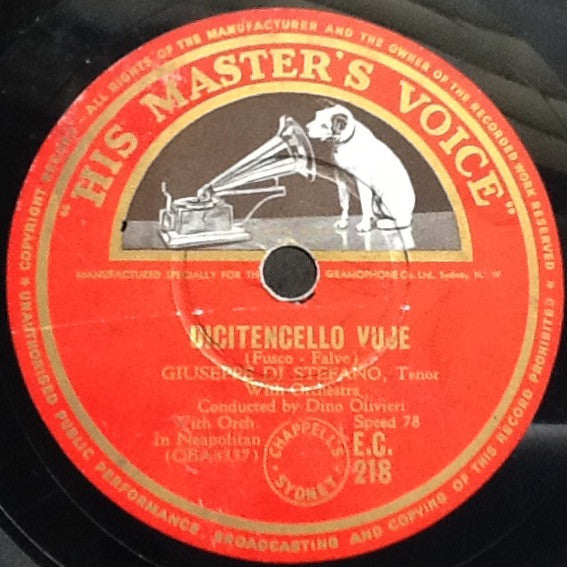 ALL RIGHTS OF THE MANUFACTURER AND THE OWNER OF THE RECORDED WORK RESERVED
"HIS MASTER'S VOICE"
MANUFACTURED SPECIALLY FOR THE GRAMOPHONE Co. Ltd. Sydney, N. W
DICITENCELLO VUJE
(Fusco - Falvo)
GIUSEPPE DI STEFANO, Tenor
With Orchestra
Conducted by Dino Olivieri
With Orch. Speed 78
In Neapolitan E.C.
218
CHAPPELL'S SYDNEY
UNAUTHORISED PUBLIC PERFORMANCE, BROADCASTING AND COPYING OF THIS RECORD PROHIBITED
COPYRIGHT